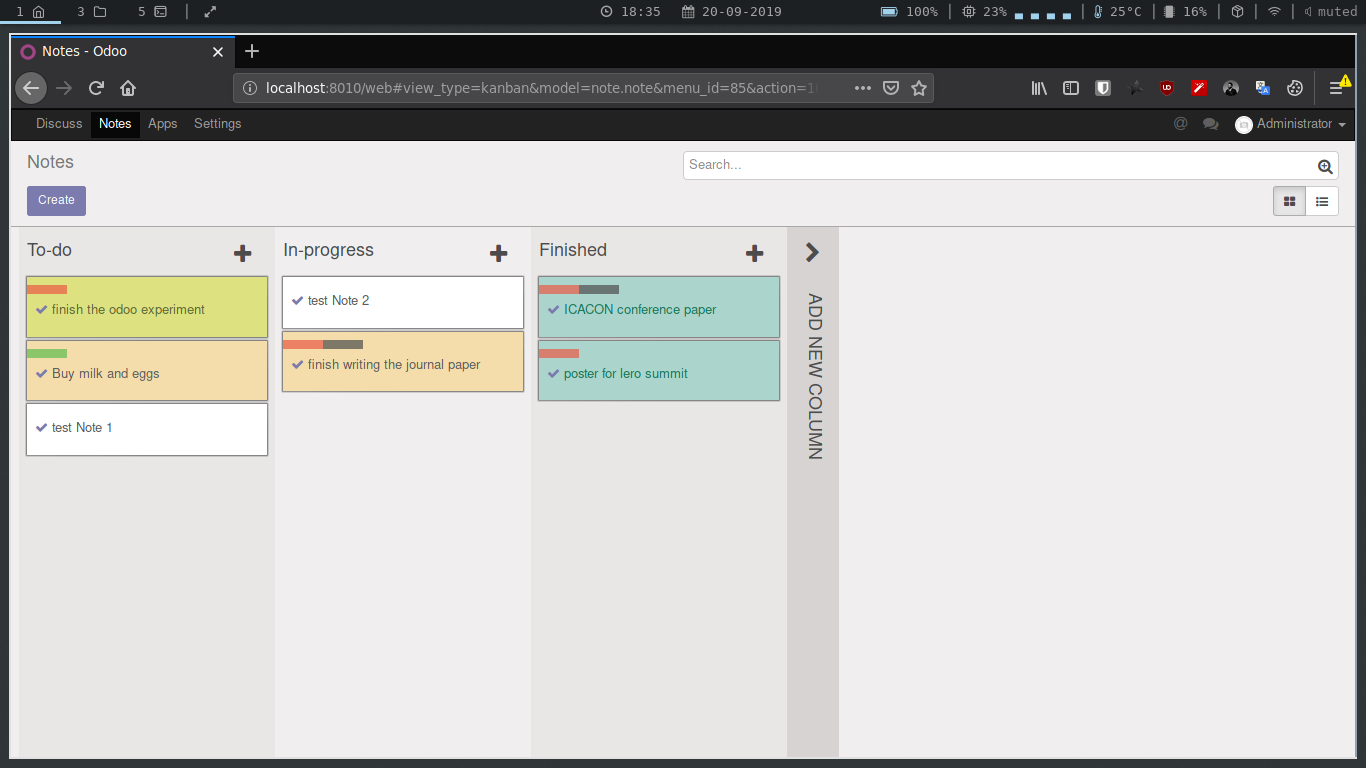 1 3 5 18:35 20-09-2019 100% 23% 25°C 16% muted
Notes - Odoo
localhost:8010/web#view_type=kanban&model=note.note&menu_id=85&action=1
Discuss Notes Apps Settings @ Administrator
Notes
Search...
Create
To-do
finish the odoo experiment
Buy milk and eggs
test Note 1
In-progress
test Note 2
finish writing the journal paper
Finished
ICACON conference paper
poster for lero summit
ADD NEW COLUMN